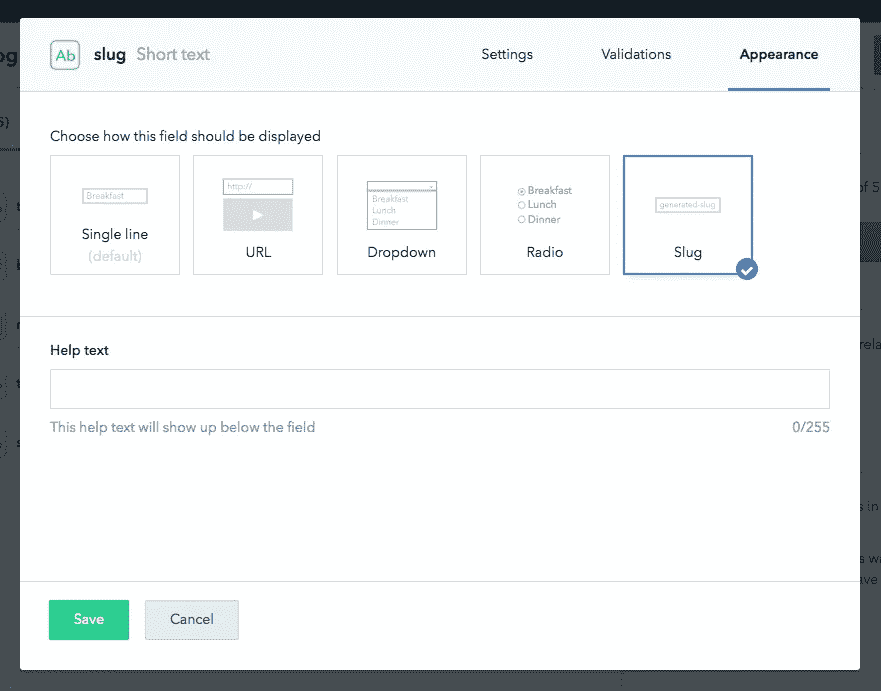 Ab slug Short text Settings Validations Appearance
Choose how this field should be displayed
Breakfast
Single line
(default)
http://
URL
Breakfast
Lunch
Dinner
Dropdown
Breakfast
Lunch
Dinner
Radio
generated-slug
Slug
Help text
This help text will show up below the field 0/255
Save Cancel